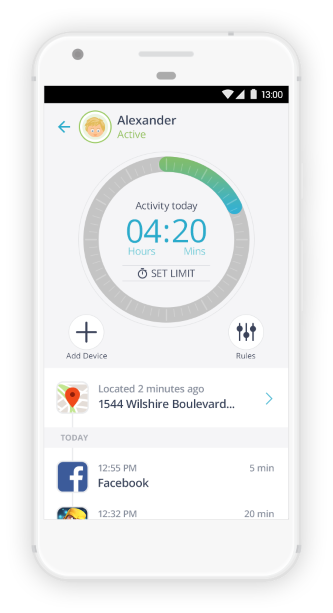 13:00
Alexander
Active
Activity today
04:20
Hours Mins
SET LIMIT
Add Device Rules
Located 2 minutes ago
1544 Wilshire Boulevard...
TODAY
12:55 PM 5 min
Facebook
12:32 PM 20 min